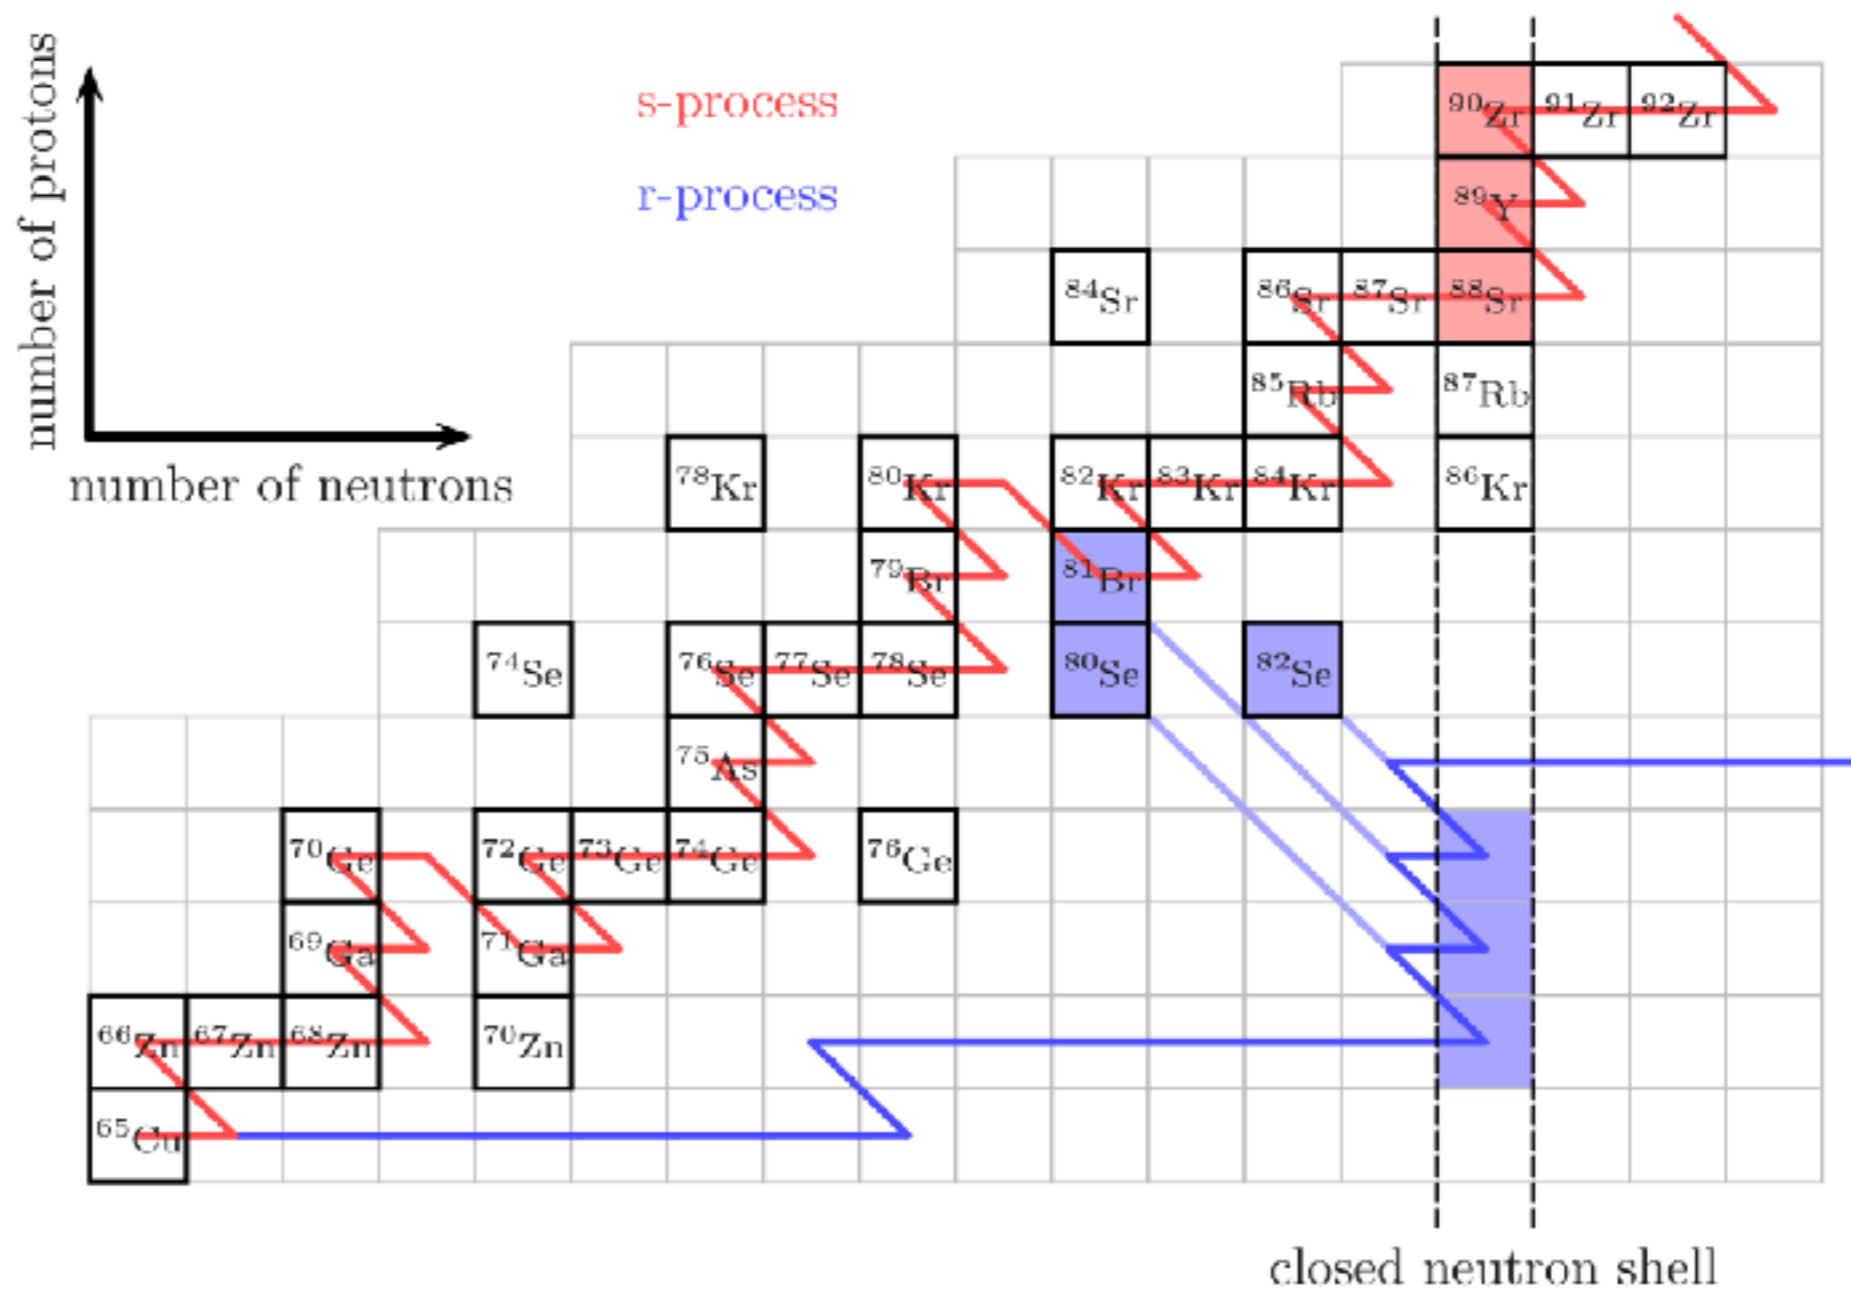 number of protons
number of neutrons
s-process
r-process
⁹⁰Zr ⁹¹Zr ⁹²Zr
⁸⁹Y
⁸⁴Sr ⁸⁶Sr ⁸⁷Sr ⁸⁸Sr
⁸⁵Rb ⁸⁷Rb
⁷⁸Kr ⁸⁰Kr ⁸²Kr ⁸³Kr ⁸⁴Kr ⁸⁶Kr
⁷⁹Br ⁸¹Br
⁷⁴Se ⁷⁶Se ⁷⁷Se ⁷⁸Se ⁸⁰Se ⁸²Se
⁷⁵As
⁷⁰Ge ⁷²Ge ⁷³Ge ⁷⁴Ge ⁷⁶Ge
⁶⁹Ga ⁷¹Ga
⁶⁶Zn ⁶⁷Zn ⁶⁸Zn ⁷⁰Zn
⁶⁵Cu
closed neutron shell